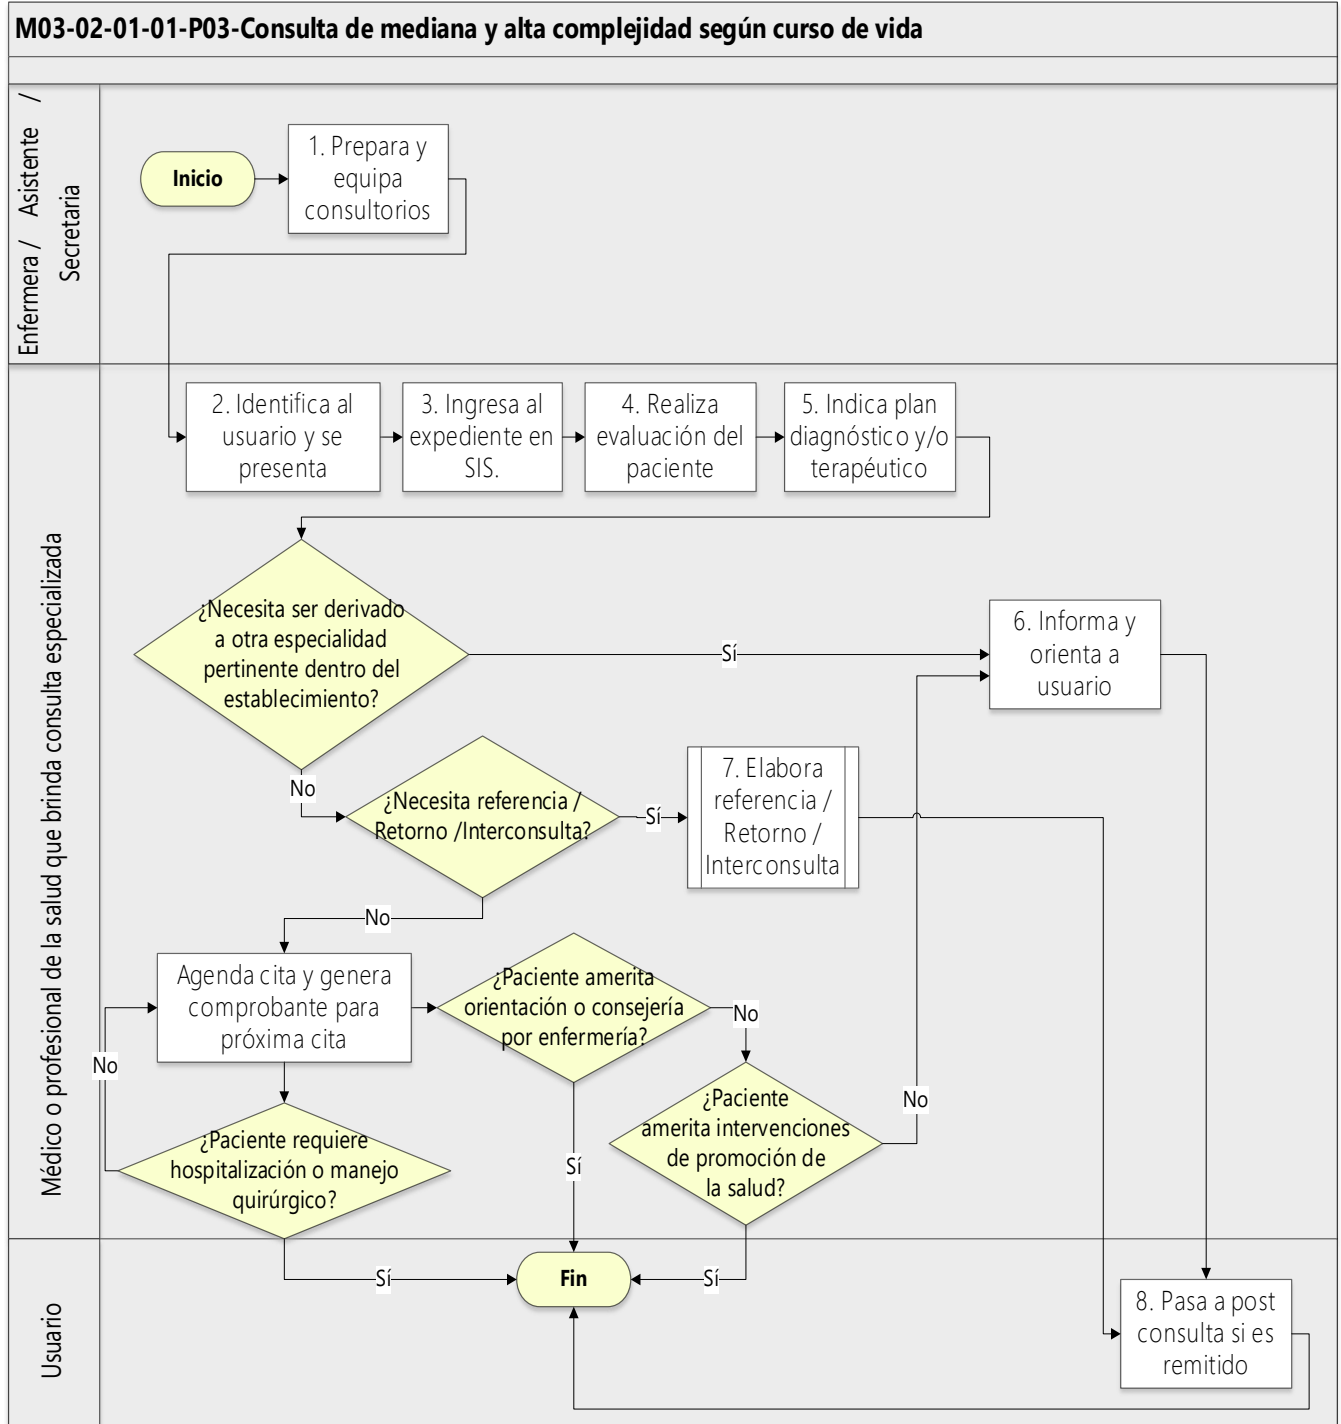 M03-02-01-01-P03-Consulta de mediana y alta complejidad según curso de vida
Enfermera / Asistente /
Secretaria
Inicio
1. Prepara y
equipa
consultorios
Médico o profesional de la salud que brinda consulta especializada
2. Identifica al
usuario y se
presenta
3. Ingresa al
expediente en
SIS.
4. Realiza
evaluación del
paciente
5. Indica plan
diagnóstico y/o
terapéutico
¿Necesita ser derivado
a otra especialidad
pertinente dentro del
establecimiento?
Sí
6. Informa y
orienta a
usuario
No
¿Necesita referencia /
Retorno /Interconsulta?
Sí
7. Elabora
referencia /
Retorno /
Interconsulta
No
Agenda cita y genera
comprobante para
próxima cita
¿Paciente amerita
orientación o consejería
por enfermería?
No
No
¿Paciente
amerita intervenciones
de promoción de
la salud?
No
¿Paciente requiere
hospitalización o manejo
quirúrgico?
Sí
Usuario
Sí
Fin
Sí
8. Pasa a post
consulta si es
remitido